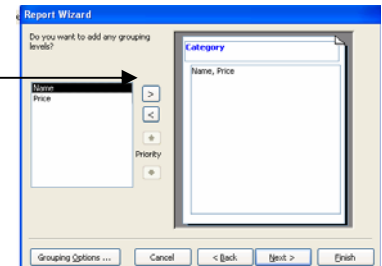 Report Wizard
Do you want to add any grouping
levels?
Name
Price
>
<
Priority
Category
Name, Price
Grouping Options ...
Cancel
< Back
Next >
Finish